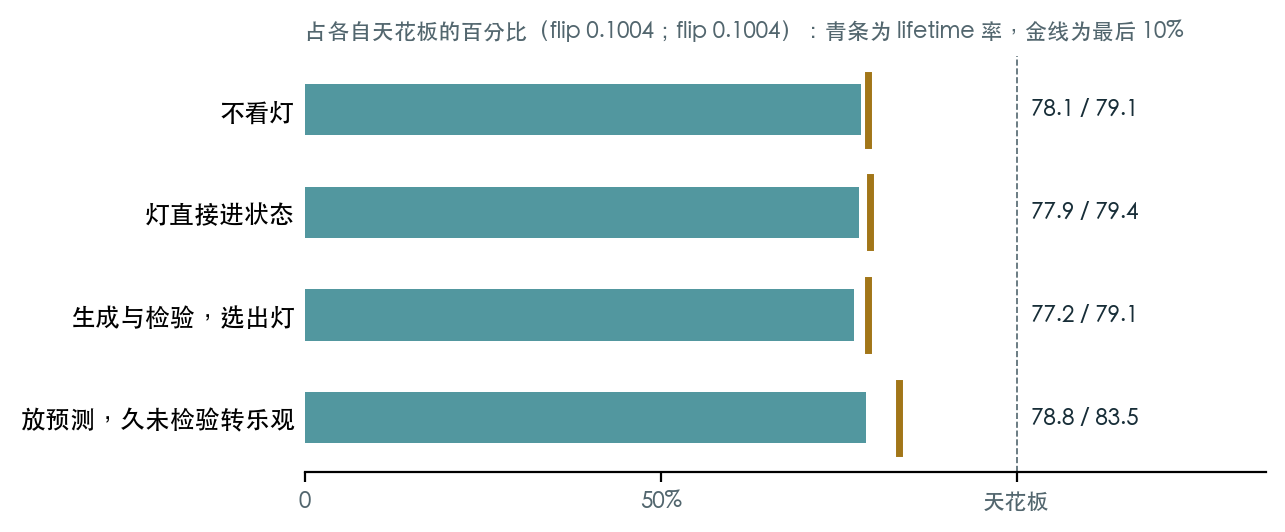 占各自天花板的百分比（flip 0.1004；flip 0.1004）：青条为 lifetime 率，金线为最后 10%
不看灯 78.1 / 79.1
灯直接进状态 77.9 / 79.4
生成与检验，选出灯 77.2 / 79.1
放预测，久未检验转乐观 78.8 / 83.5
0 50% 天花板